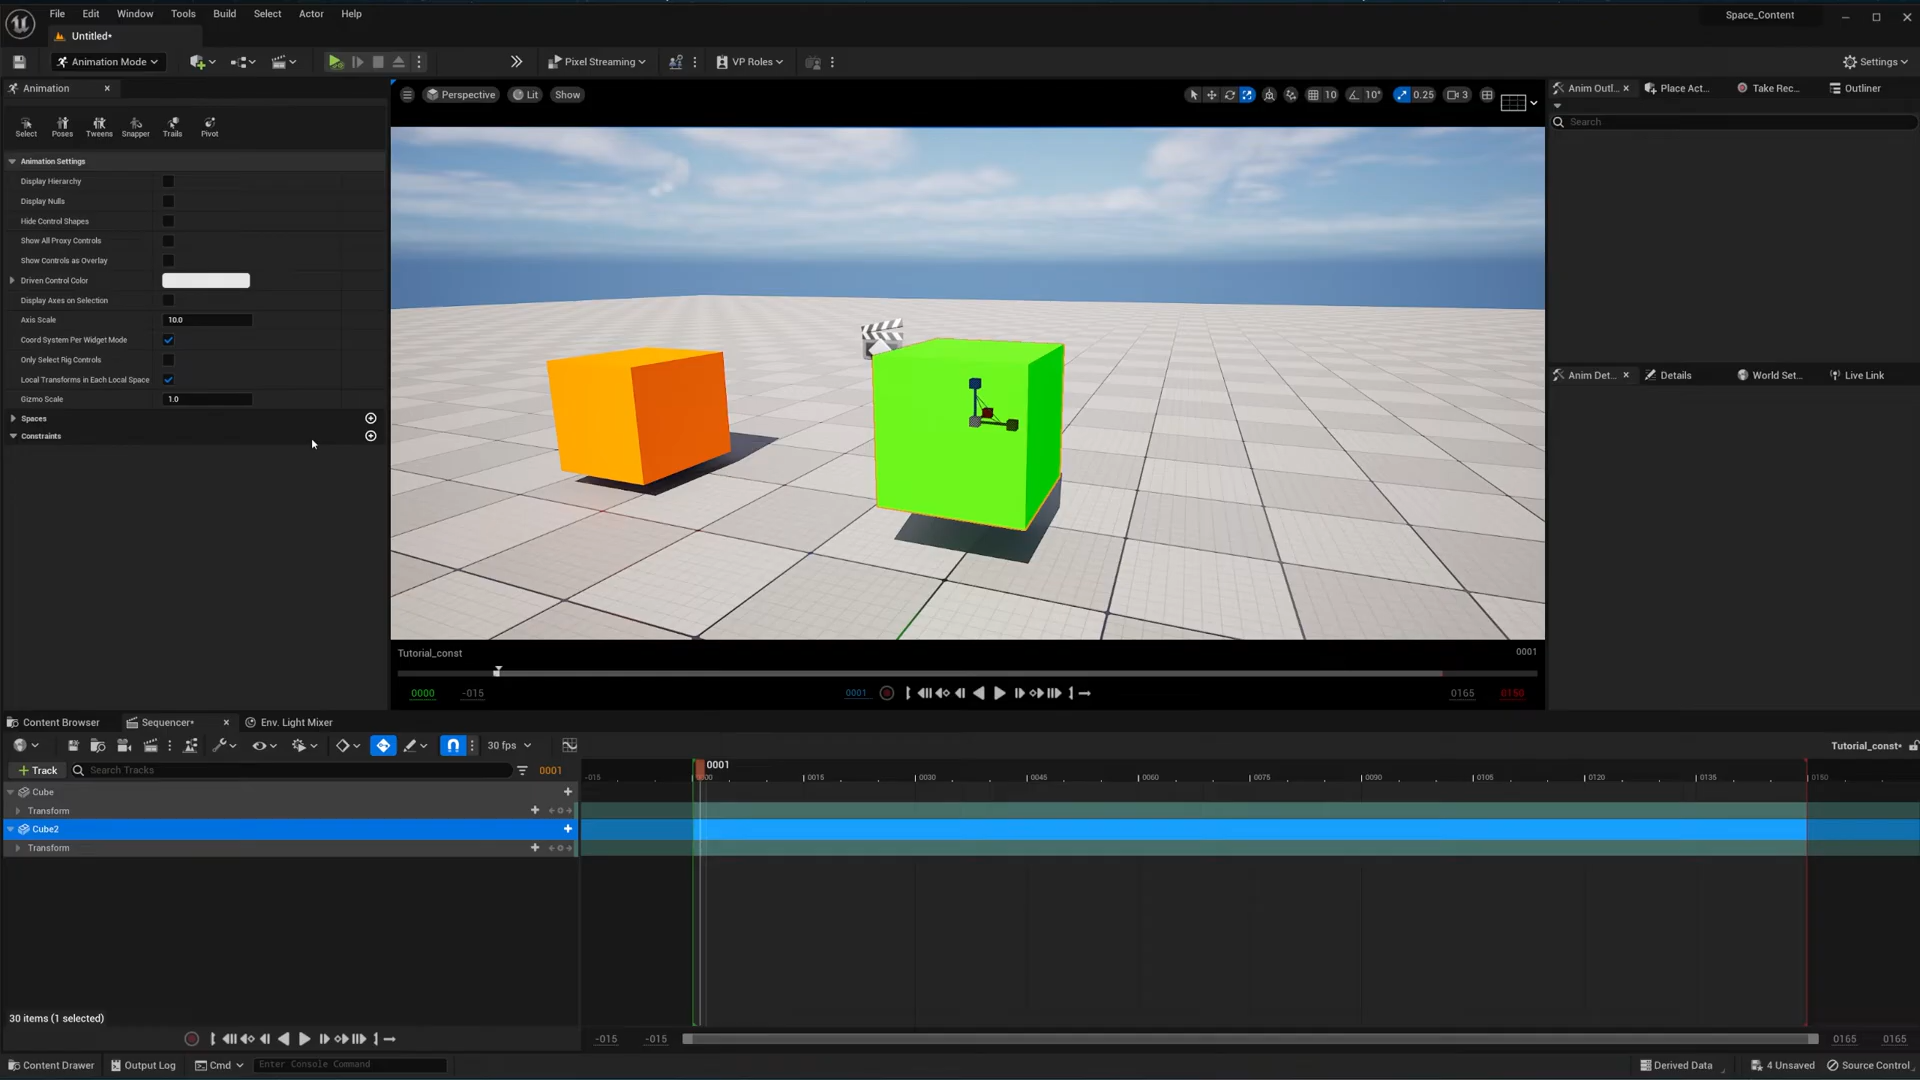 File Edit Window Tools Build Select Actor Help
Space_Content
Untitled*
Animation Mode
Pixel Streaming
VP Roles
Settings
Animation
Perspective Lit Show
10 10° 0.25 3
Anim Outl... Place Act... Take Rec... Outliner
Search
Select Poses Tweens Snapper Trails Pivot
Animation Settings
Display Hierarchy
Display Nulls
Hide Control Shapes
Show All Proxy Controls
Show Controls as Overlay
Driven Control Color
Display Axes on Selection
Axis Scale 10.0
Coord System Per Widget Mode
Only Select Rig Controls
Local Transforms in Each Local Space
Gizmo Scale 1.0
Spaces
Constraints
Anim Det... Details World Set... Live Link
Tutorial_const 0001
0000 -015 0001 0165 0150
Content Browser Sequencer* Env. Light Mixer
30 fps Tutorial_const*
Track Search Tracks 0001
0001
-015 0000 0015 0030 0045 0060 0075 0090 0105 0120 0135 0150
Cube
Transform
Cube2
Transform
30 items (1 selected)
-015 -015 0165 0165
Content Drawer Output Log Cmd Enter Console Command Derived Data 4 Unsaved Source Control